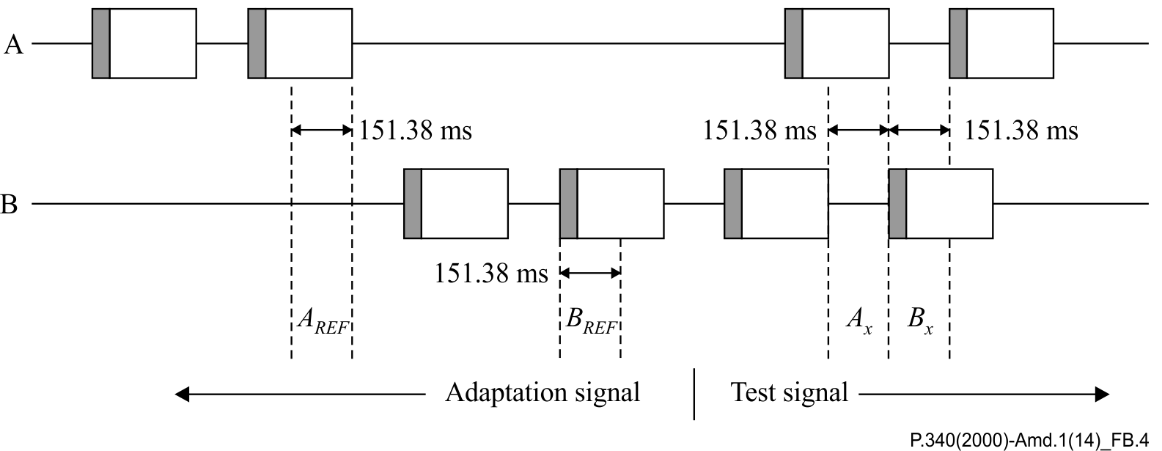 A
151.38 ms
151.38 ms
151.38 ms
B
151.38 ms
A_REF
B_REF
A_x
B_x
Adaptation signal
Test signal
P.340(2000)-Amd.1(14)_FB.4